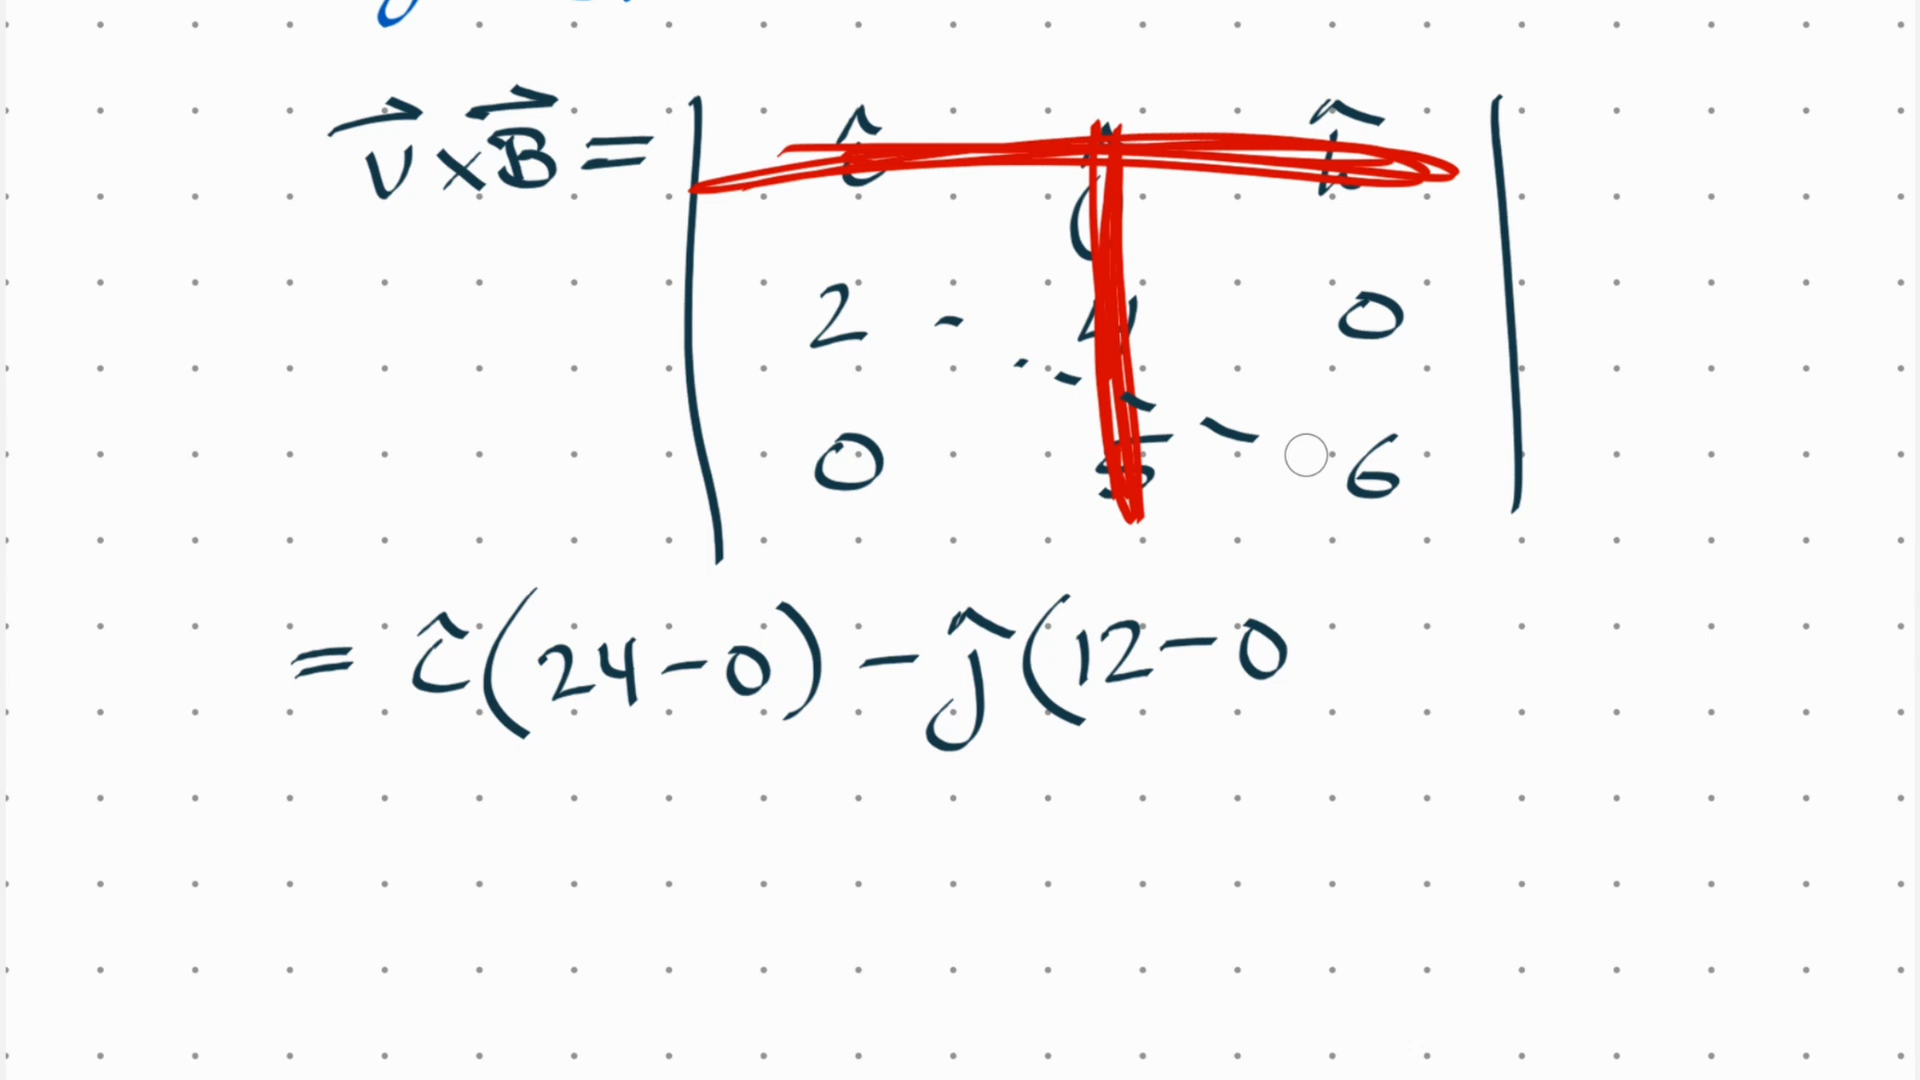 v×B = | î ĵ k̂ |
2 4 0
0 5 6
= î(24-0) - ĵ(12-0